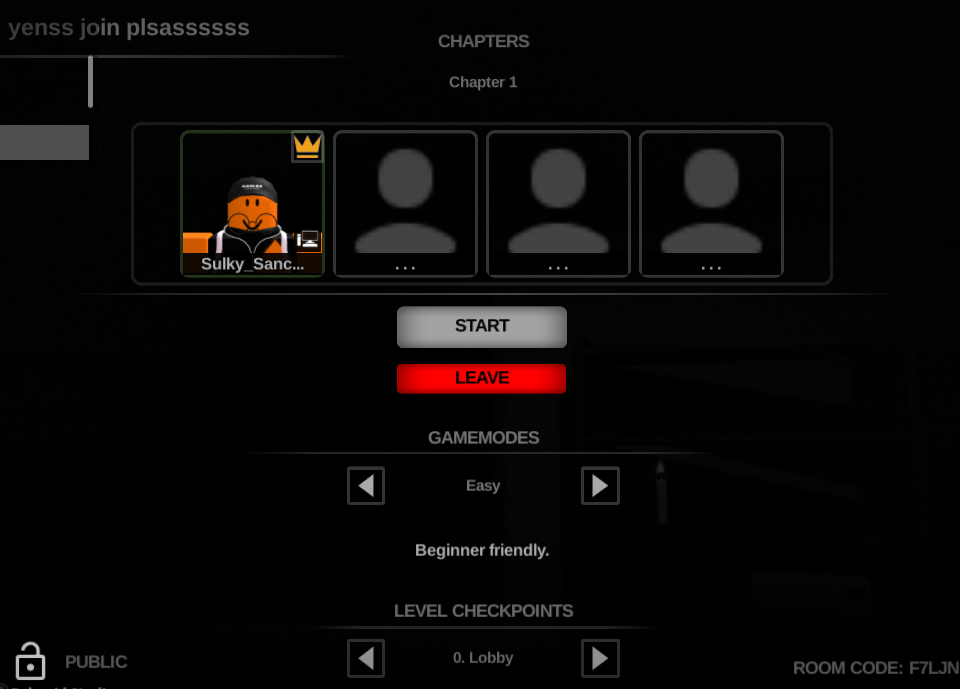 yenss join plsassssss
CHAPTERS
Chapter 1
Sulky_Sanc...
...
...
...
START
LEAVE
GAMEMODES
Easy
Beginner friendly.
LEVEL CHECKPOINTS
0. Lobby
PUBLIC
ROOM CODE: F7LJN